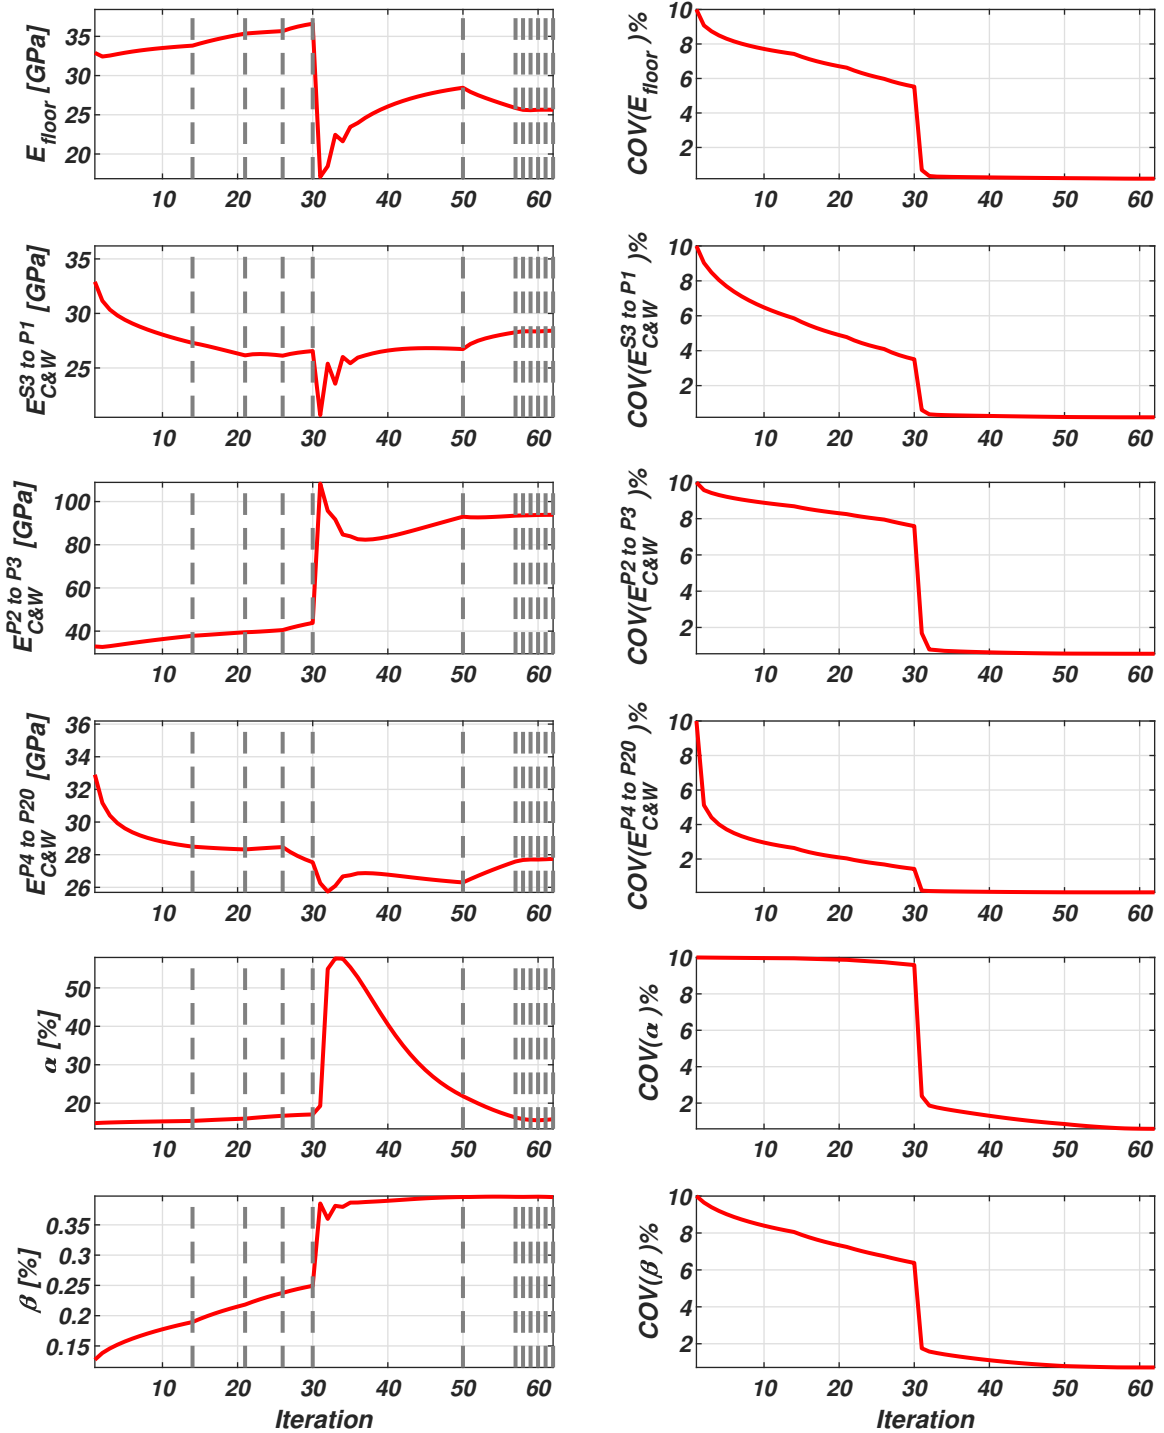 E_floor [GPa]
35
30
25
20
10 20 30 40 50 60
COV(E_floor )%
10
8
6
4
2
10 20 30 40 50 60
E_C&W^S3 to P1 [GPa]
35
30
25
10 20 30 40 50 60
COV(E_C&W^S3 to P1 )%
10
8
6
4
2
10 20 30 40 50 60
E_C&W^P2 to P3 [GPa]
100
80
60
40
10 20 30 40 50 60
COV(E_C&W^P2 to P3 )%
10
8
6
4
2
10 20 30 40 50 60
E_C&W^P4 to P20 [GPa]
36
34
32
30
28
26
10 20 30 40 50 60
COV(E_C&W^P4 to P20 )%
10
8
6
4
2
10 20 30 40 50 60
α [%]
50
40
30
20
10 20 30 40 50 60
COV(α )%
10
8
6
4
2
10 20 30 40 50 60
β [%]
0.35
0.3
0.25
0.2
0.15
10 20 30 40 50 60
Iteration
COV(β )%
10
8
6
4
2
10 20 30 40 50 60
Iteration